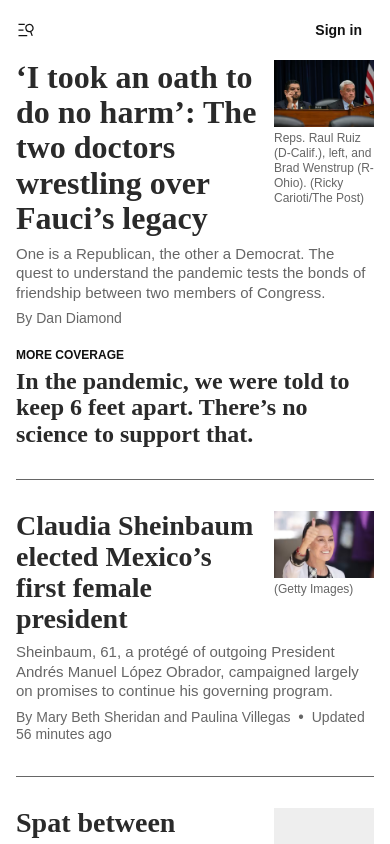 Sign in
‘I took an oath to
do no harm’: The
two doctors
wrestling over
Fauci’s legacy
Reps. Raul Ruiz
(D-Calif.), left, and
Brad Wenstrup (R-
Ohio). (Ricky
Carioti/The Post)
One is a Republican, the other a Democrat. The
quest to understand the pandemic tests the bonds of
friendship between two members of Congress.
By Dan Diamond
MORE COVERAGE
In the pandemic, we were told to
keep 6 feet apart. There’s no
science to support that.
Claudia Sheinbaum
elected Mexico’s
first female
president
(Getty Images)
Sheinbaum, 61, a protégé of outgoing President
Andrés Manuel López Obrador, campaigned largely
on promises to continue his governing program.
By Mary Beth Sheridan and Paulina Villegas • Updated
56 minutes ago
Spat between